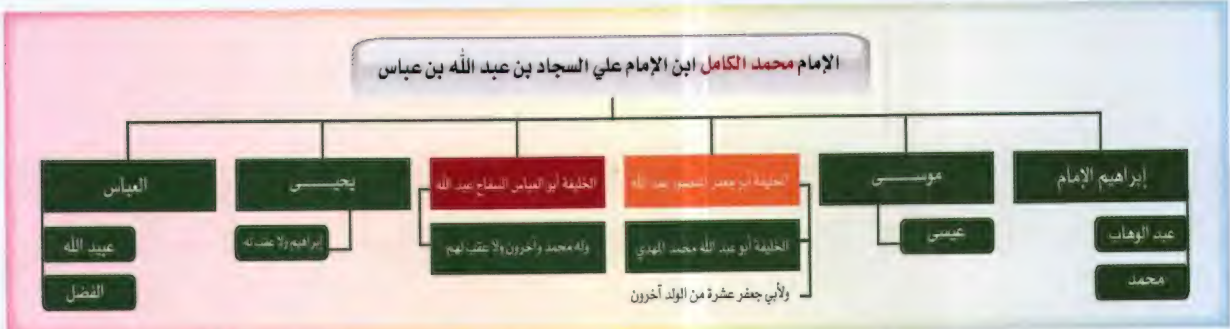 الإمام محمد الكامل ابن الإمام علي السجاد بن عبد الله بن عباس
إبراهيم الإمام
موســـى
الخليفة أبو جعفر المنصور عبد الله
الخليفة أبو العباس السفاح عبد الله
يحيـــى
العباس
عبد الوهاب
عيسى
الخليفة أبو عبد الله محمد المهدي
وله محمد وآخرون ولا عقب لهم
إبراهيم ولا عقب له
عبيد الله
محمد
ولأبي جعفر عشرة من الولد آخرون
الفضل